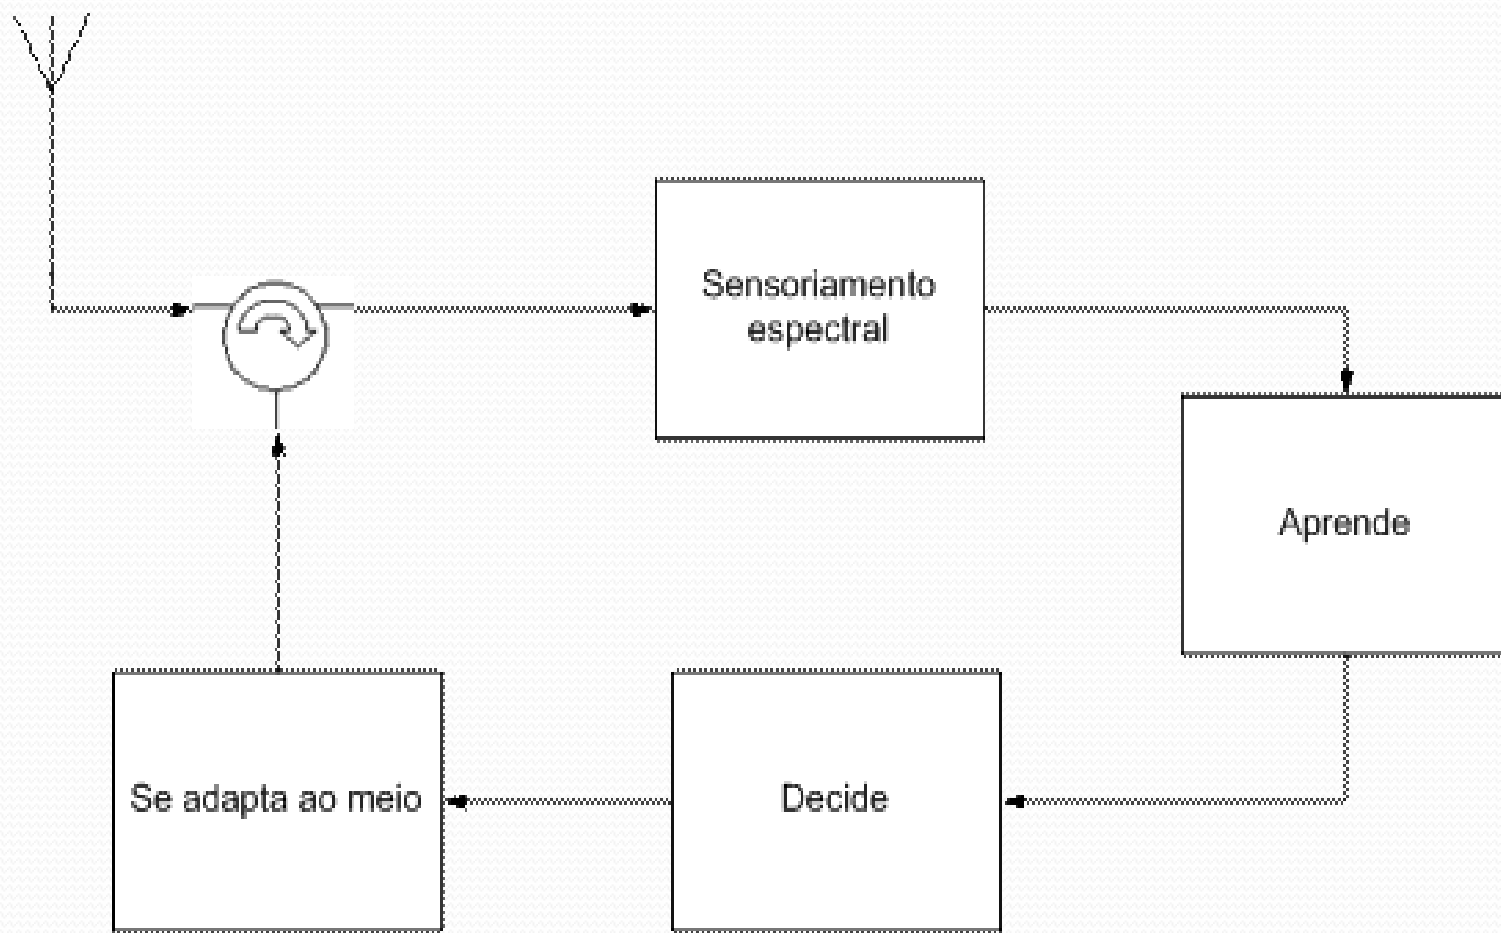 Sensoriamento
espectral
Aprende
Decide
Se adapta ao meio